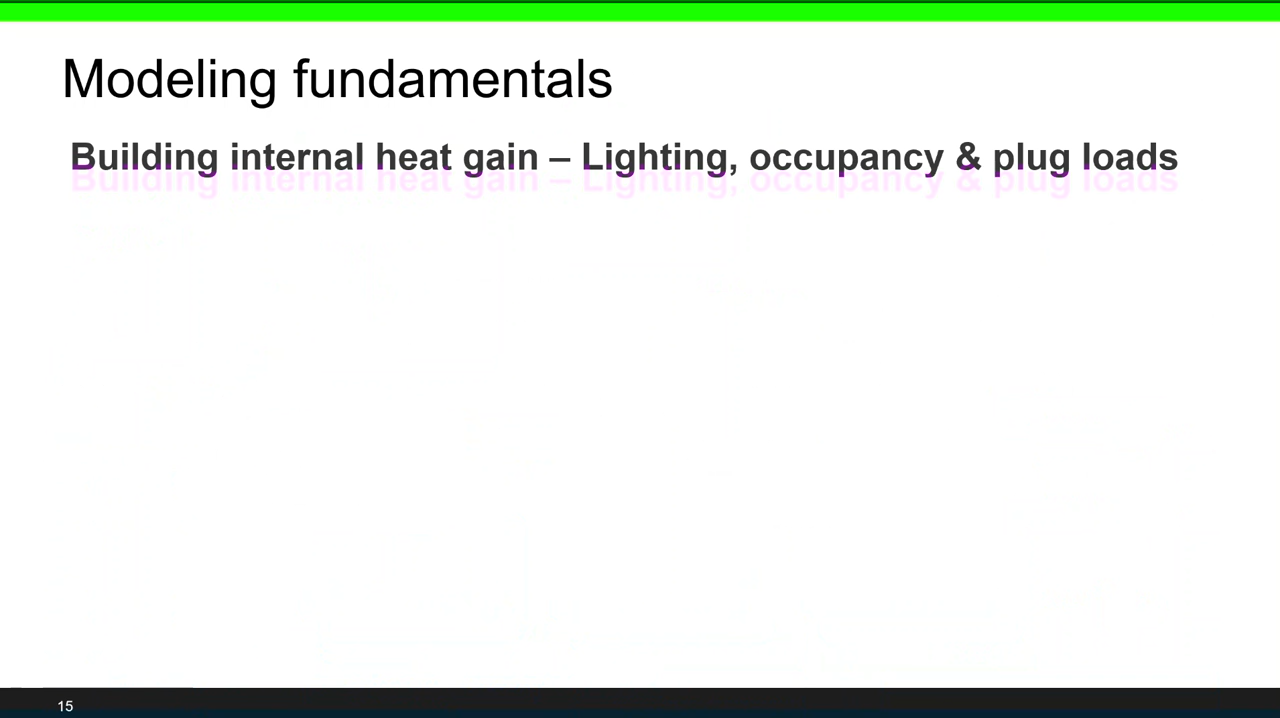 Modeling fundamentals
Building internal heat gain – Lighting, occupancy & plug loads
15